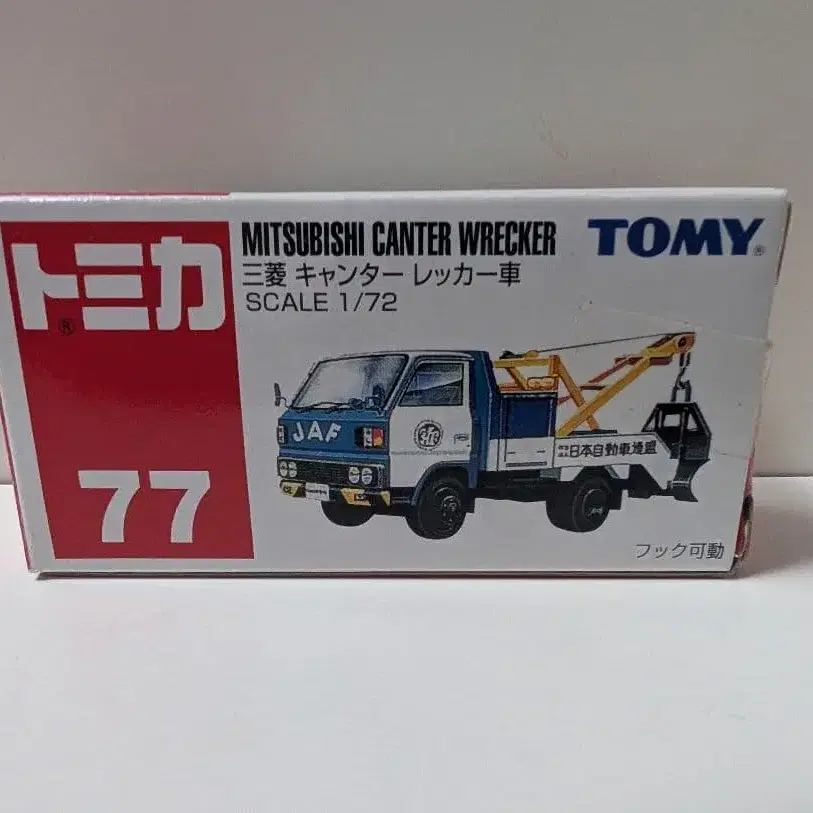 トミカ®
77
MITSUBISHI CANTER WRECKER
三菱 キャンター レッカー車
SCALE 1/72
TOMY®
JAF
日本自動車連盟
フック可動